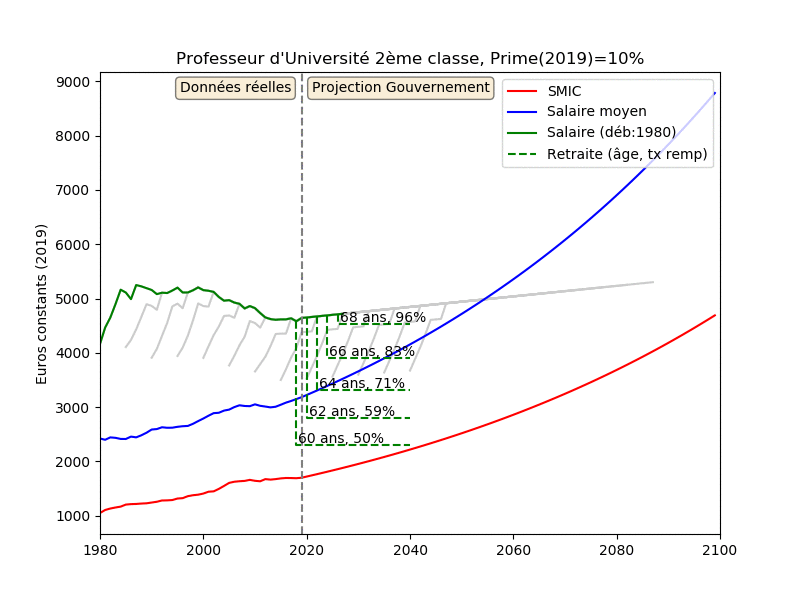 Professeur d'Université 2ème classe, Prime(2019)=10%
Données réelles
Projection Gouvernement
SMIC
Salaire moyen
Salaire (déb:1980)
Retraite (âge, tx remp)
Euros constants (2019)
9000
8000
7000
6000
5000
4000
3000
2000
1000
68 ans, 96%
66 ans, 83%
64 ans, 71%
62 ans, 59%
60 ans, 50%
1980 2000 2020 2040 2060 2080 2100